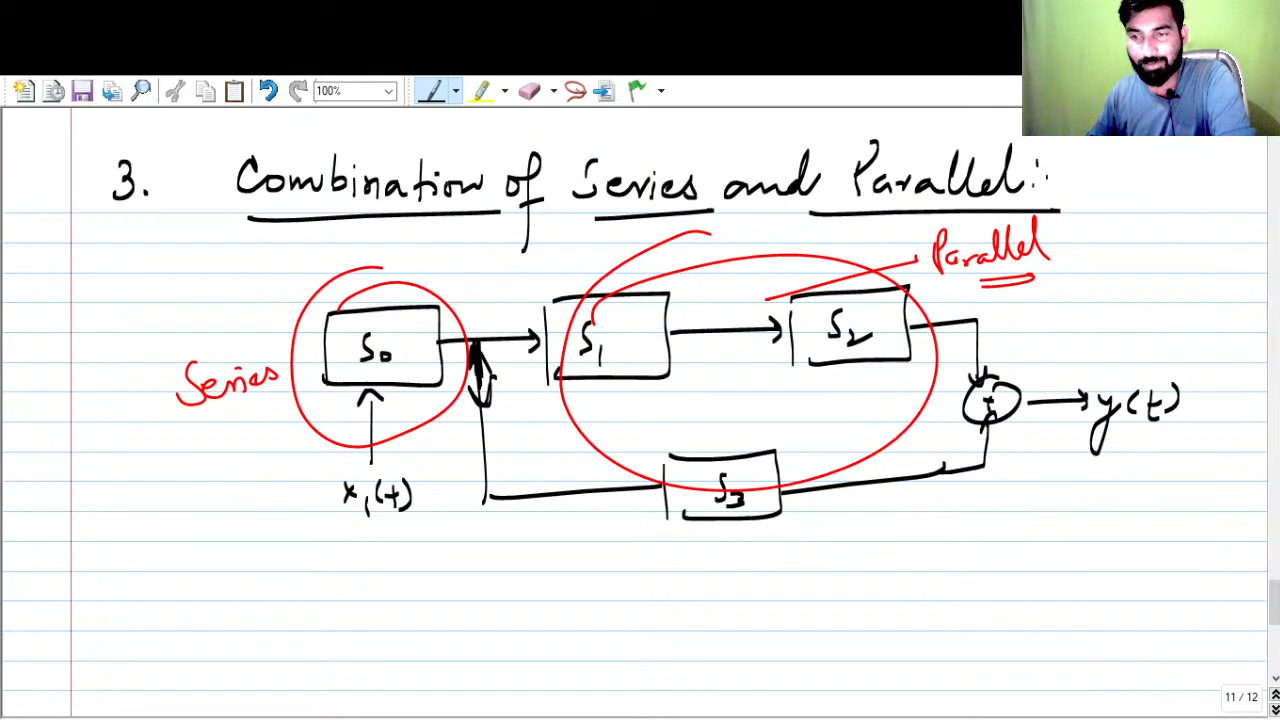 100%
3. Combination of Series and Parallel:
Parallel
S0
S1
S2
Series
+
y(t)
x1(t)
S3
11 / 12